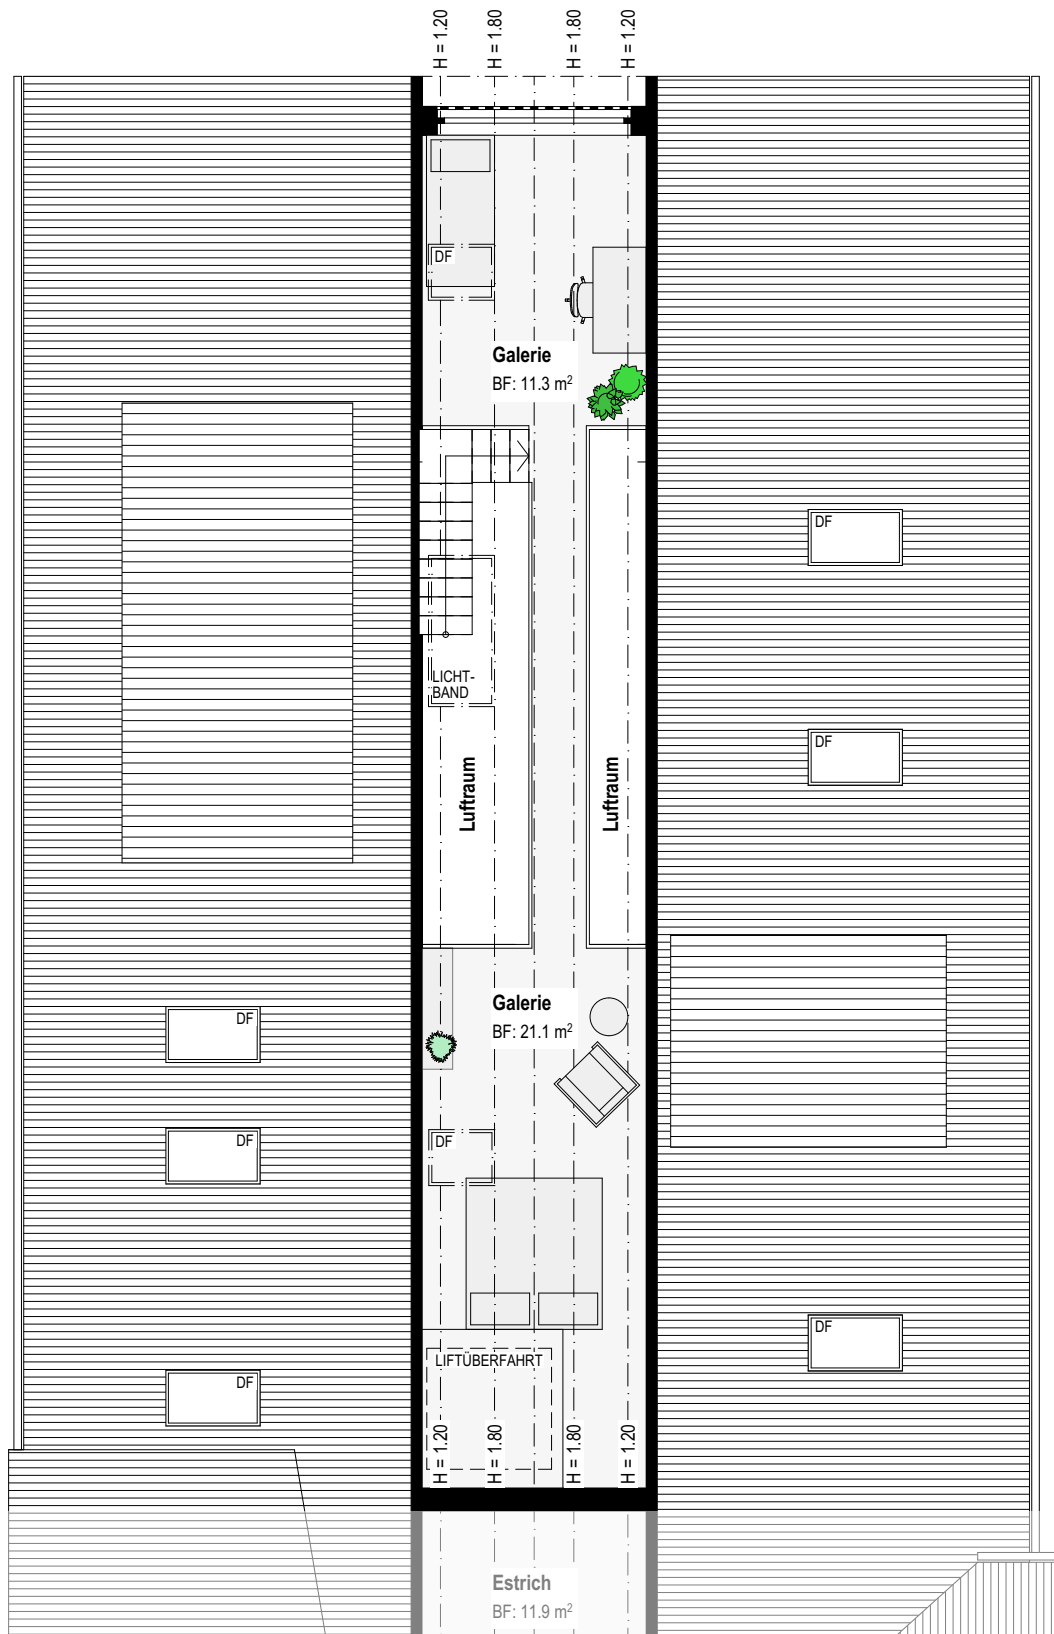 H = 1.20
H = 1.80
H = 1.80
H = 1.20
DF
Galerie
BF: 11.3 m²
DF
LICHT-
BAND
DF
Luftraum
Luftraum
Galerie
BF: 21.1 m²
DF
DF
DF
DF
LIFTÜBERFAHRT
DF
H = 1.20
H = 1.80
H = 1.80
H = 1.20
Estrich
BF: 11.9 m²